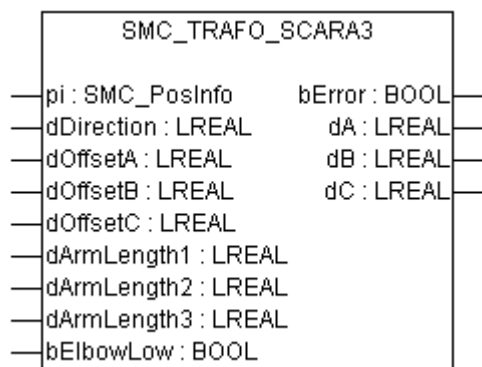 SMC_TRAFO_SCARA3
pi : SMC_PosInfo bError : BOOL
dDirection : LREAL dA : LREAL
dOffsetA : LREAL dB : LREAL
dOffsetB : LREAL dC : LREAL
dOffsetC : LREAL
dArmLength1 : LREAL
dArmLength2 : LREAL
dArmLength3 : LREAL
bElbowLow : BOOL